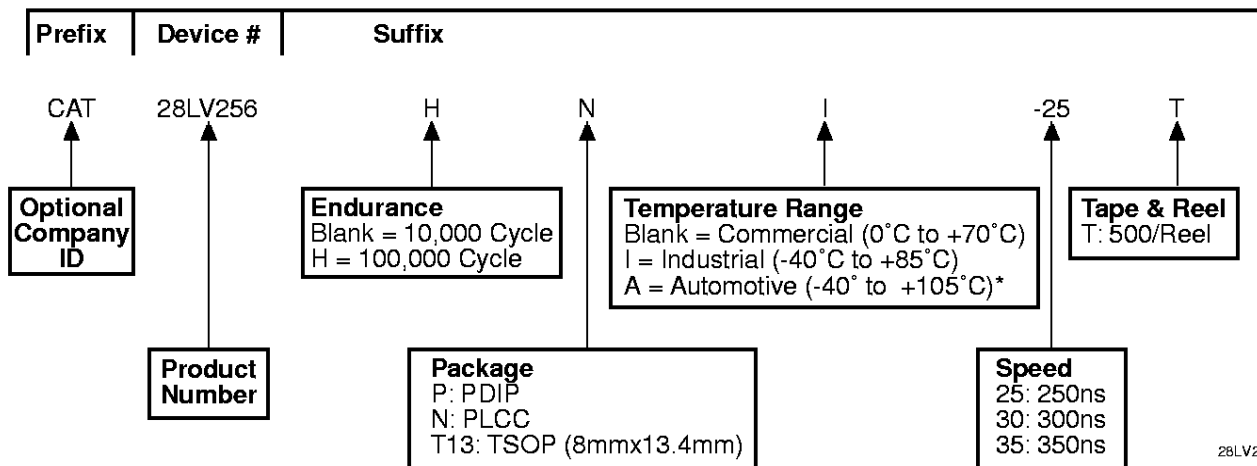 Prefix Device # Suffix
CAT 28LV256 H N I -25 T
Optional
Company
ID
Endurance
Blank = 10,000 Cycle
H = 100,000 Cycle
Temperature Range
Blank = Commercial (0˚C to +70˚C)
I = Industrial (-40˚C to +85˚C)
A = Automotive (-40˚ to +105˚C)*
Tape & Reel
T: 500/Reel
Product
Number
Package
P: PDIP
N: PLCC
T13: TSOP (8mmx13.4mm)
Speed
25: 250ns
30: 300ns
35: 350ns